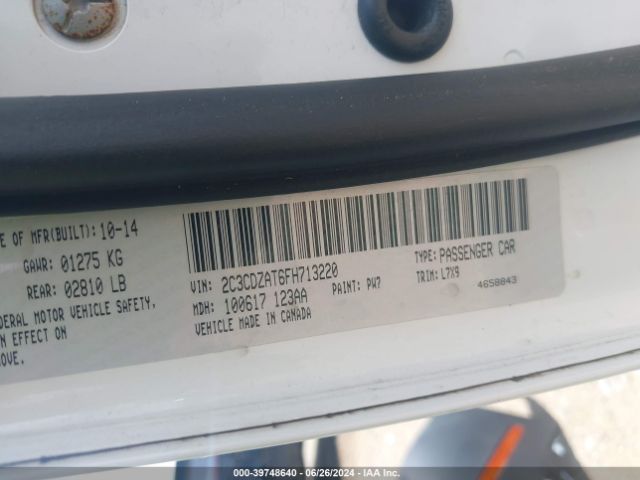 E OF MFR(BUILT): 10-14
GAWR: 01275 KG
REAR: 02810 LB
DERAL MOTOR VEHICLE SAFETY,
N EFFECT ON
OVE.
VIN: 2C3CDZAT6FH713220
TYPE: PASSENGER CAR
MDH: 100617 123AA
PAINT: PW7
TRIM: L7X9
VEHICLE MADE IN CANADA
4658843
000-39748640 / 06/26/2024 - IAA Inc.